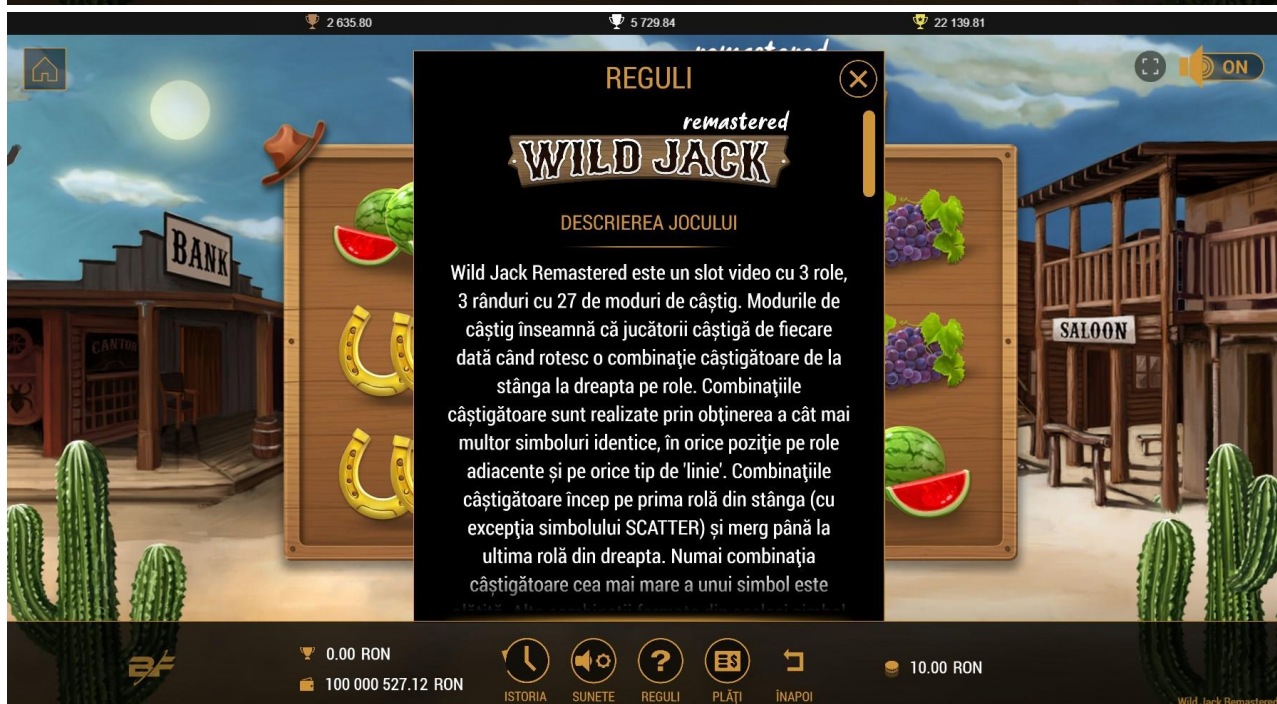 2 635.80
5 729.84
22 139.81
remastered
ON
REGULI
remastered
WILD JACK
BANK
CANTOR
SALOON
DESCRIEREA JOCULUI
Wild Jack Remastered este un slot video cu 3 role,
3 rânduri cu 27 de moduri de câștig. Modurile de
câștig înseamnă că jucătorii câștigă de fiecare
dată când rotesc o combinație câștigătoare de la
stânga la dreapta pe role. Combinațiile
câștigătoare sunt realizate prin obținerea a cât mai
multor simboluri identice, în orice poziție pe role
adiacente și pe orice tip de 'linie'. Combinațiile
câștigătoare încep pe prima rolă din stânga (cu
excepția simbolului SCATTER) și merg până la
ultima rolă din dreapta. Numai combinația
câștigătoare cea mai mare a unui simbol este
0.00 RON
100 000 527.12 RON
ISTORIA
SUNETE
REGULI
PLĂȚI
ÎNAPOI
10.00 RON
BF
Wild Jack Remastered